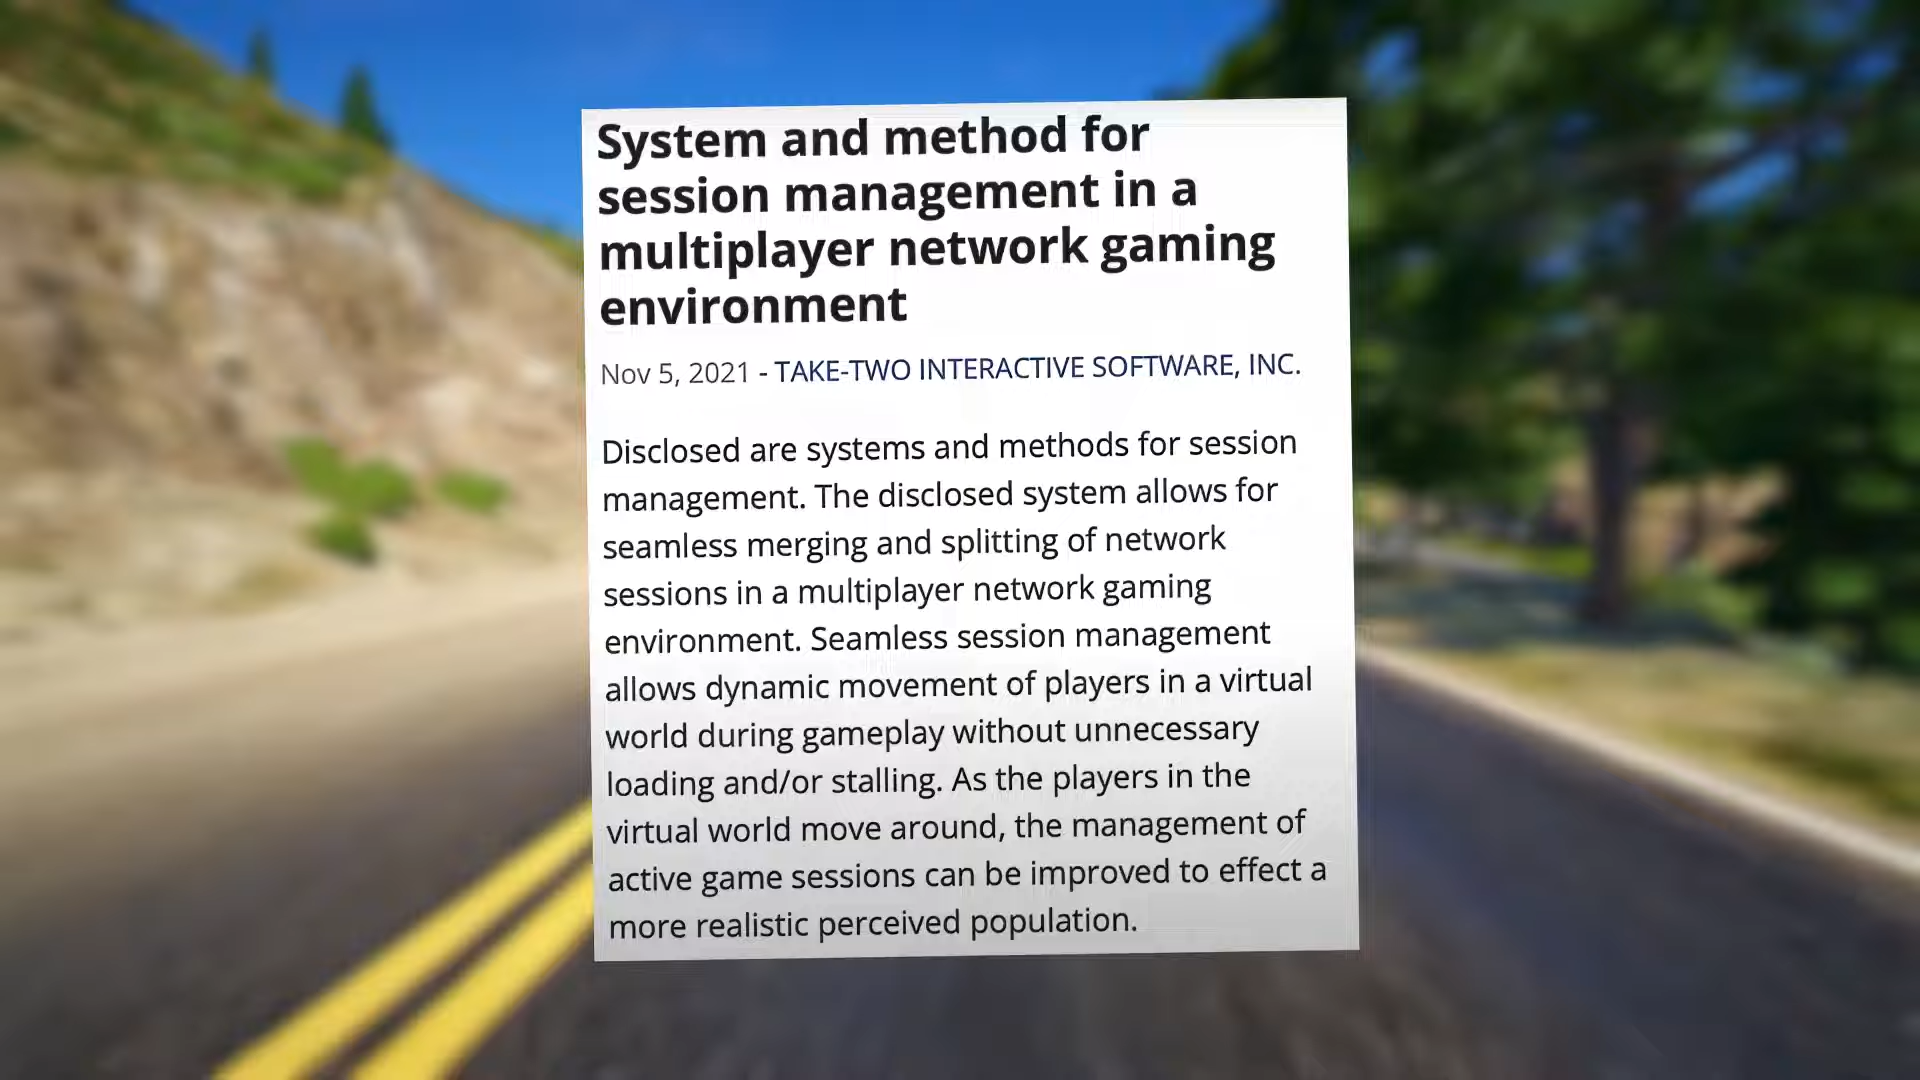 System and method for
session management in a
multiplayer network gaming
environment
Nov 5, 2021 - TAKE-TWO INTERACTIVE SOFTWARE, INC.
Disclosed are systems and methods for session
management. The disclosed system allows for
seamless merging and splitting of network
sessions in a multiplayer network gaming
environment. Seamless session management
allows dynamic movement of players in a virtual
world during gameplay without unnecessary
loading and/or stalling. As the players in the
virtual world move around, the management of
active game sessions can be improved to effect a
more realistic perceived population.